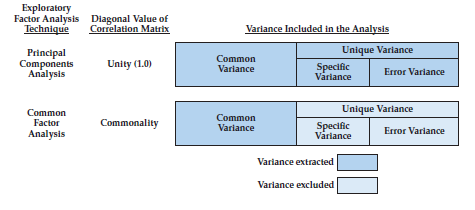 Exploratory
Factor Analysis Technique
Diagonal Value of
Correlation Matrix
Variance Included in the Analysis
Principal
Components
Analysis
Unity (1.0)
Common
Variance
Unique Variance
Specific
Variance
Error Variance
Common
Factor
Analysis
Commonality
Common
Variance
Unique Variance
Specific
Variance
Error Variance
Variance extracted
Variance excluded